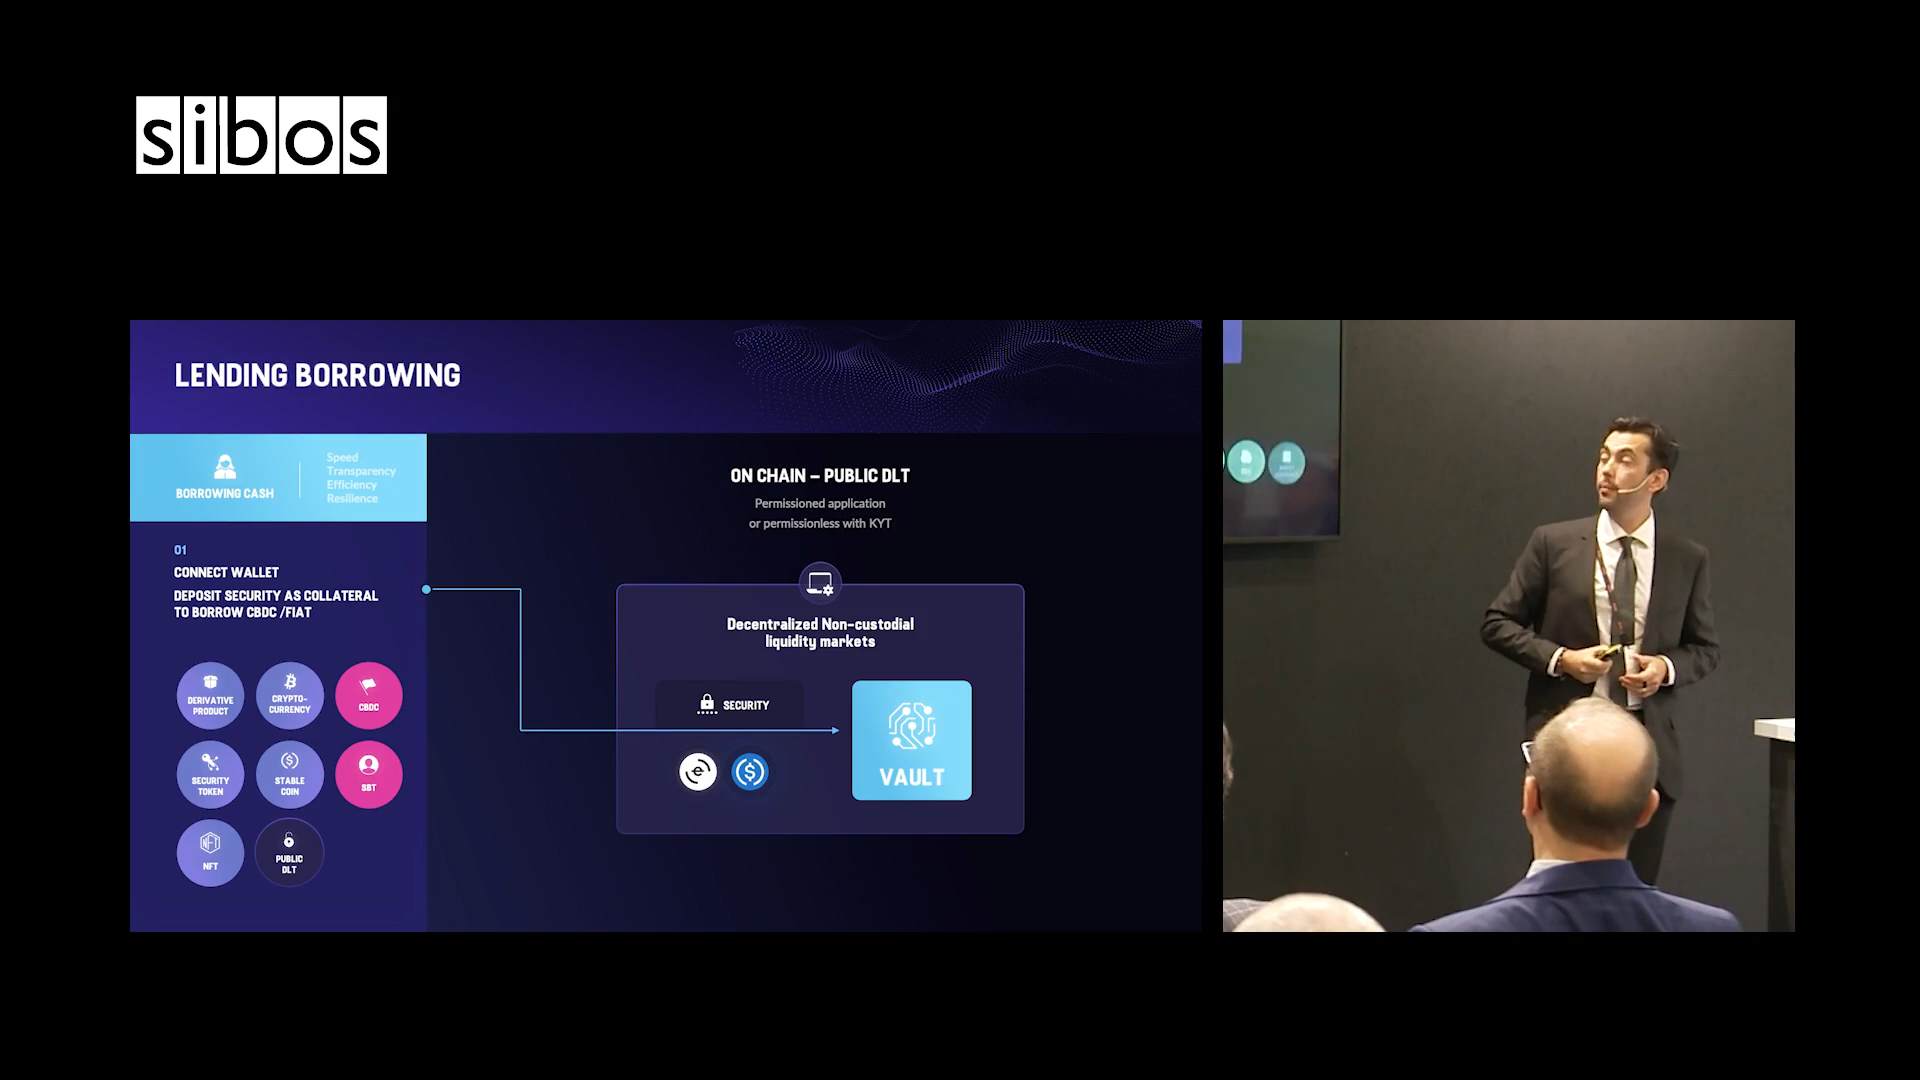 sibos
LENDING BORROWING
BORROWING CASH
Speed
Transparency
Efficiency
Resilience
01
CONNECT WALLET
DEPOSIT SECURITY AS COLLATERAL
TO BORROW CBDC /FIAT
DERIVATIVE
PRODUCT
CRYPTO-
CURRENCY
CBDC
SECURITY
TOKEN
STABLE
COIN
SBT
NFT
NFT
PUBLIC
DLT
ON CHAIN – PUBLIC DLT
Permissioned application
or permissionless with KYT
Decentralized Non-custodial
liquidity markets
SECURITY
VAULT